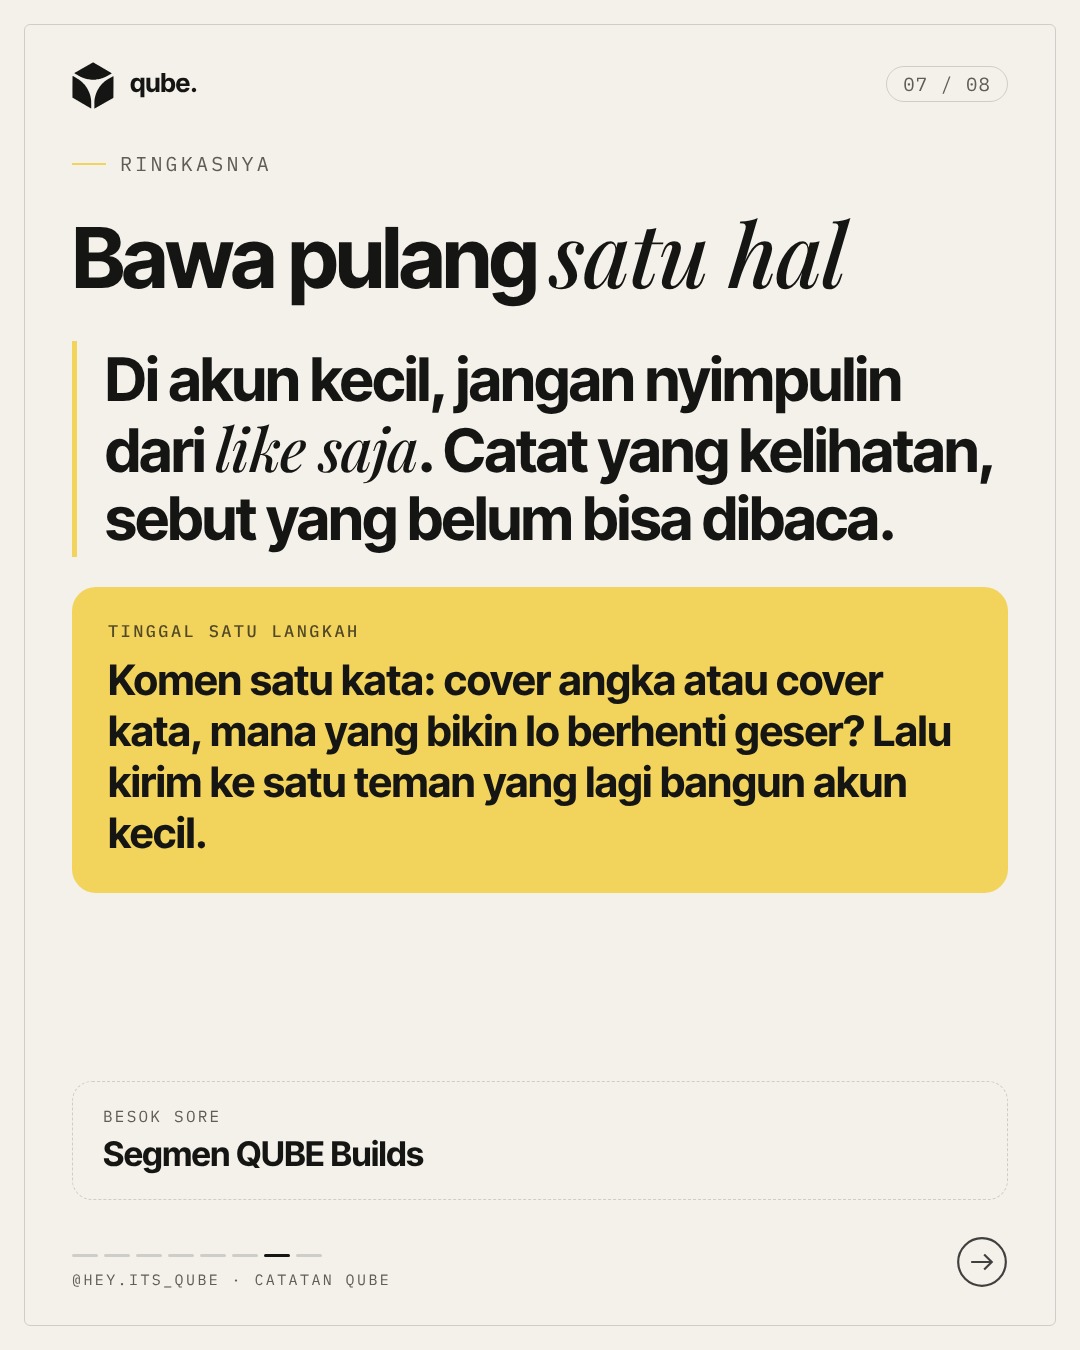 qube.
07 / 08
RINGKASNYA
Bawa pulang satu hal
Di akun kecil, jangan nyimpulin
dari like saja. Catat yang kelihatan,
sebut yang belum bisa dibaca.
TINGGAL SATU LANGKAH
Komen satu kata: cover angka atau cover
kata, mana yang bikin lo berhenti geser? Lalu
kirim ke satu teman yang lagi bangun akun
kecil.
BESOK SORE
Segmen QUBE Builds
@HEY.ITS_QUBE · CATATAN QUBE